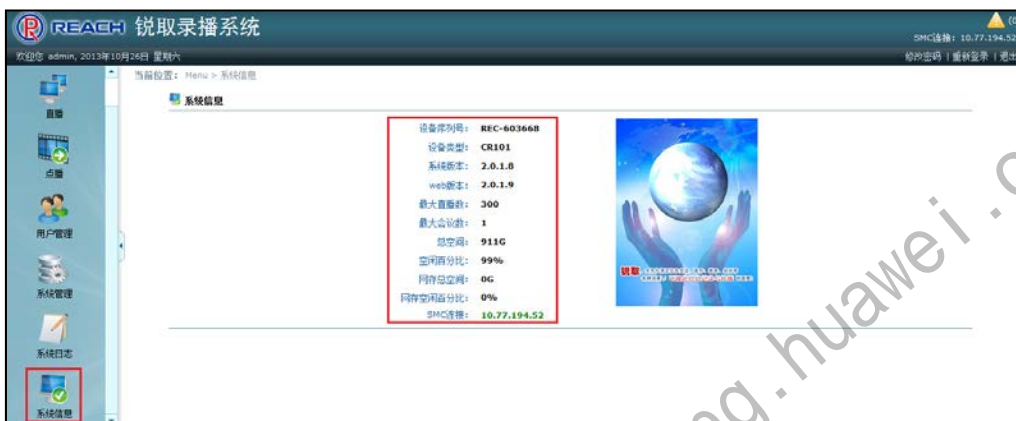 REACH 锐取录播系统
SMC连接: 10.77.194.52
欢迎您 admin, 2013年10月26日 星期六
修改密码 | 重新登录 | 退出
当前位置: Menu > 系统信息
系统信息
直播
点播
用户管理
系统管理
系统日志
系统信息
设备序列号: REC-603668
设备类型: CR101
系统版本: 2.0.1.8
web版本: 2.0.1.9
最大直播数: 300
最大会议数: 1
总空间: 911G
空闲百分比: 99%
网存总空间: 0G
网存空闲百分比: 0%
SMC连接: 10.77.194.52
锐取
huawei.